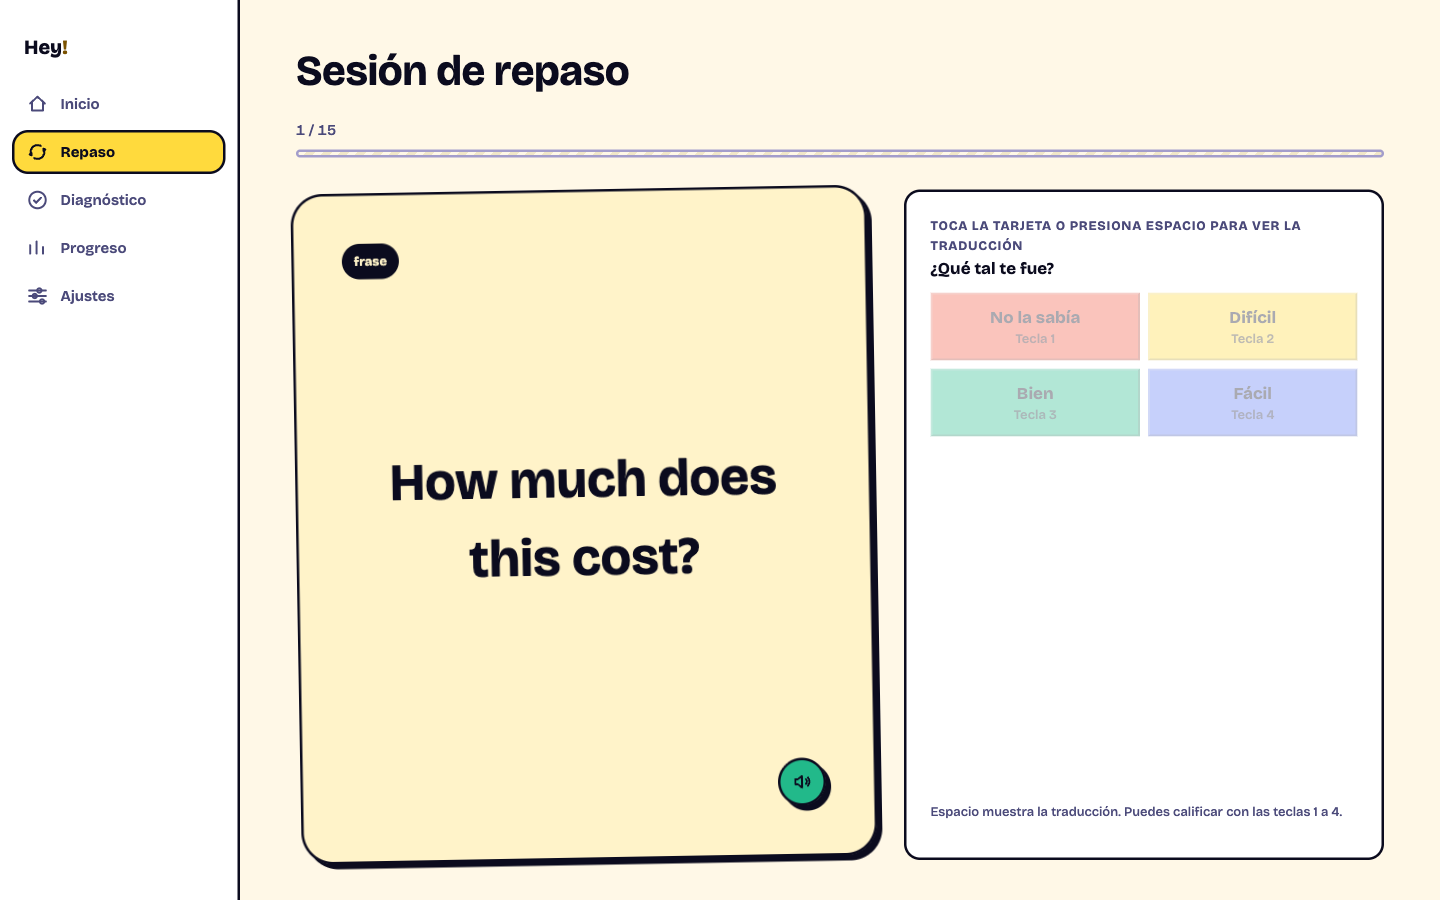 Hey!
Inicio
Repaso
Diagnóstico
Progreso
Ajustes
Sesión de repaso
1 / 15
frase
How much does
this cost?
TOCA LA TARJETA O PRESIONA ESPACIO PARA VER LA
TRADUCCIÓN
¿Qué tal te fue?
No la sabía
Tecla 1
Difícil
Tecla 2
Bien
Tecla 3
Fácil
Tecla 4
Espacio muestra la traducción. Puedes calificar con las teclas 1 a 4.